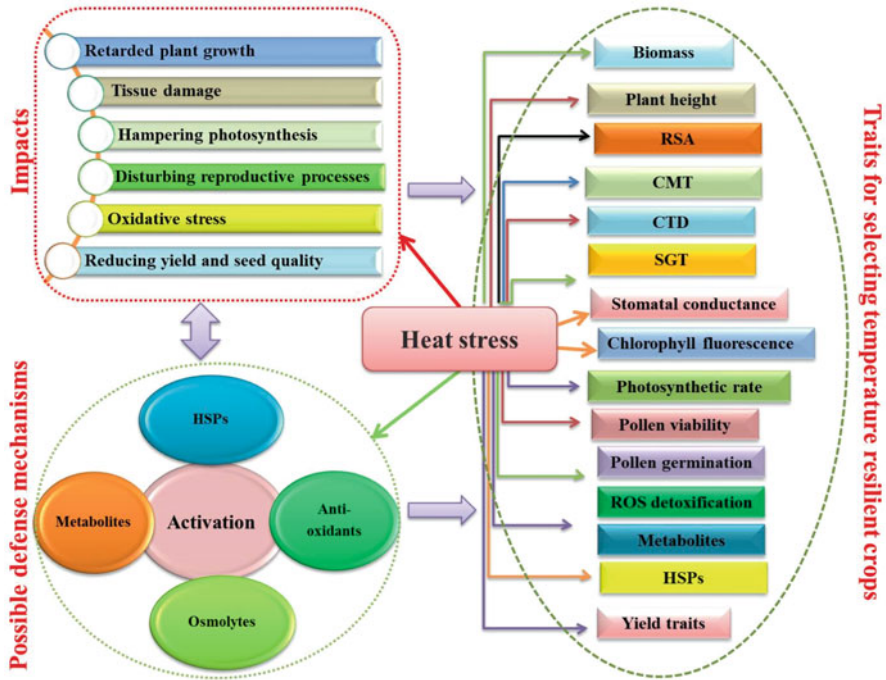 Impacts
Retarded plant growth
Tissue damage
Hampering photosynthesis
Disturbing reproductive processes
Oxidative stress
Reducing yield and seed quality
Heat stress
Possible defense mechanisms
HSPs
Metabolites
Activation
Anti-
oxidants
Osmolytes
Biomass
Plant height
RSA
CMT
CTD
SGT
Stomatal conductance
Chlorophyll fluorescence
Photosynthetic rate
Pollen viability
Pollen germination
ROS detoxification
Metabolites
HSPs
Yield traits
Traits for selecting temperature resilient crops